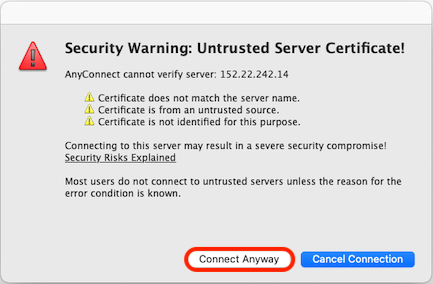 Security Warning: Untrusted Server Certificate!
AnyConnect cannot verify server: 152.22.242.14
Certificate does not match the server name.
Certificate is from an untrusted source.
Certificate is not identified for this purpose.
Connecting to this server may result in a severe security compromise!
Security Risks Explained
Most users do not connect to untrusted servers unless the reason for the
error condition is known.
Connect Anyway
Cancel Connection